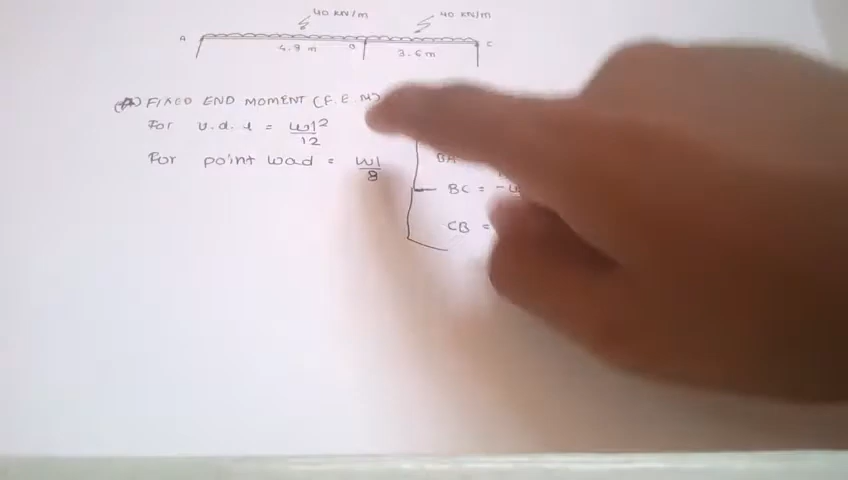 40 KN/m 40 KN/m
A B C
4.8 m 3.6 m
(A) FIXED END MOMENT (F.E.M)
For u.d.l = wl²/12
BA
For point load = wl/8
BC = -
CB =